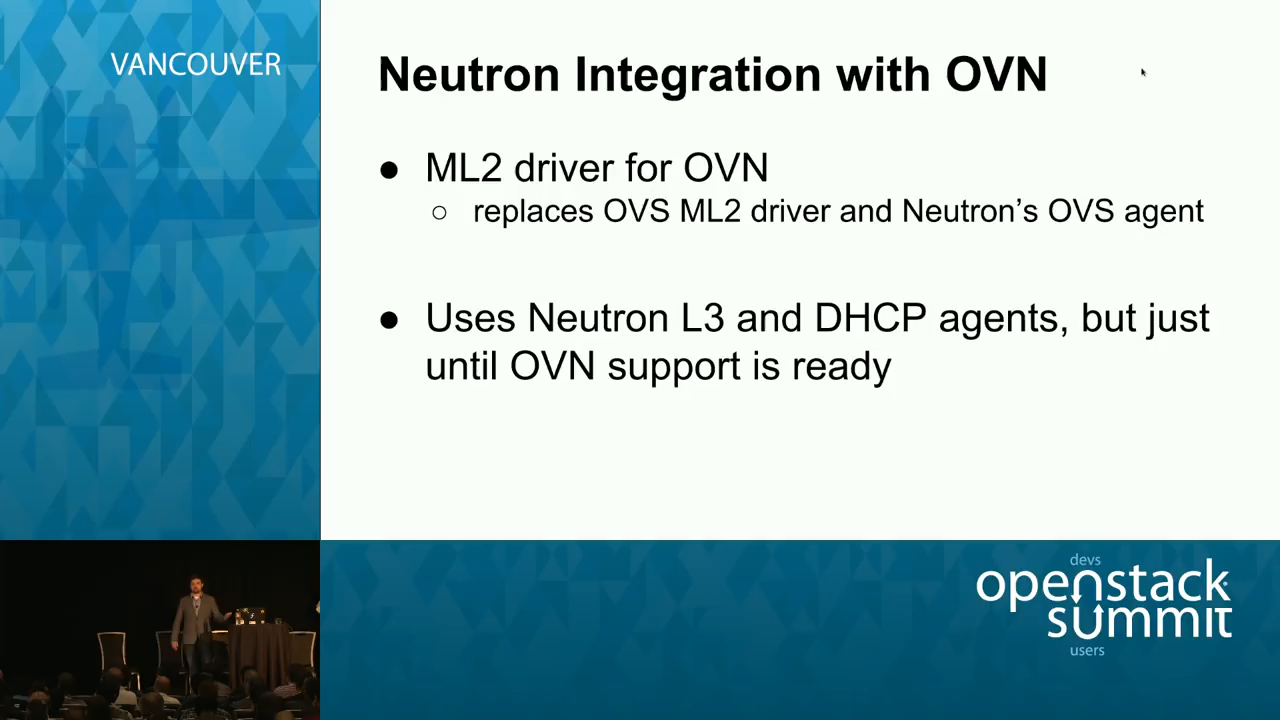 VANCOUVER
Neutron Integration with OVN
● ML2 driver for OVN
○ replaces OVS ML2 driver and Neutron’s OVS agent
● Uses Neutron L3 and DHCP agents, but just
until OVN support is ready
devs
openstack
summit
users